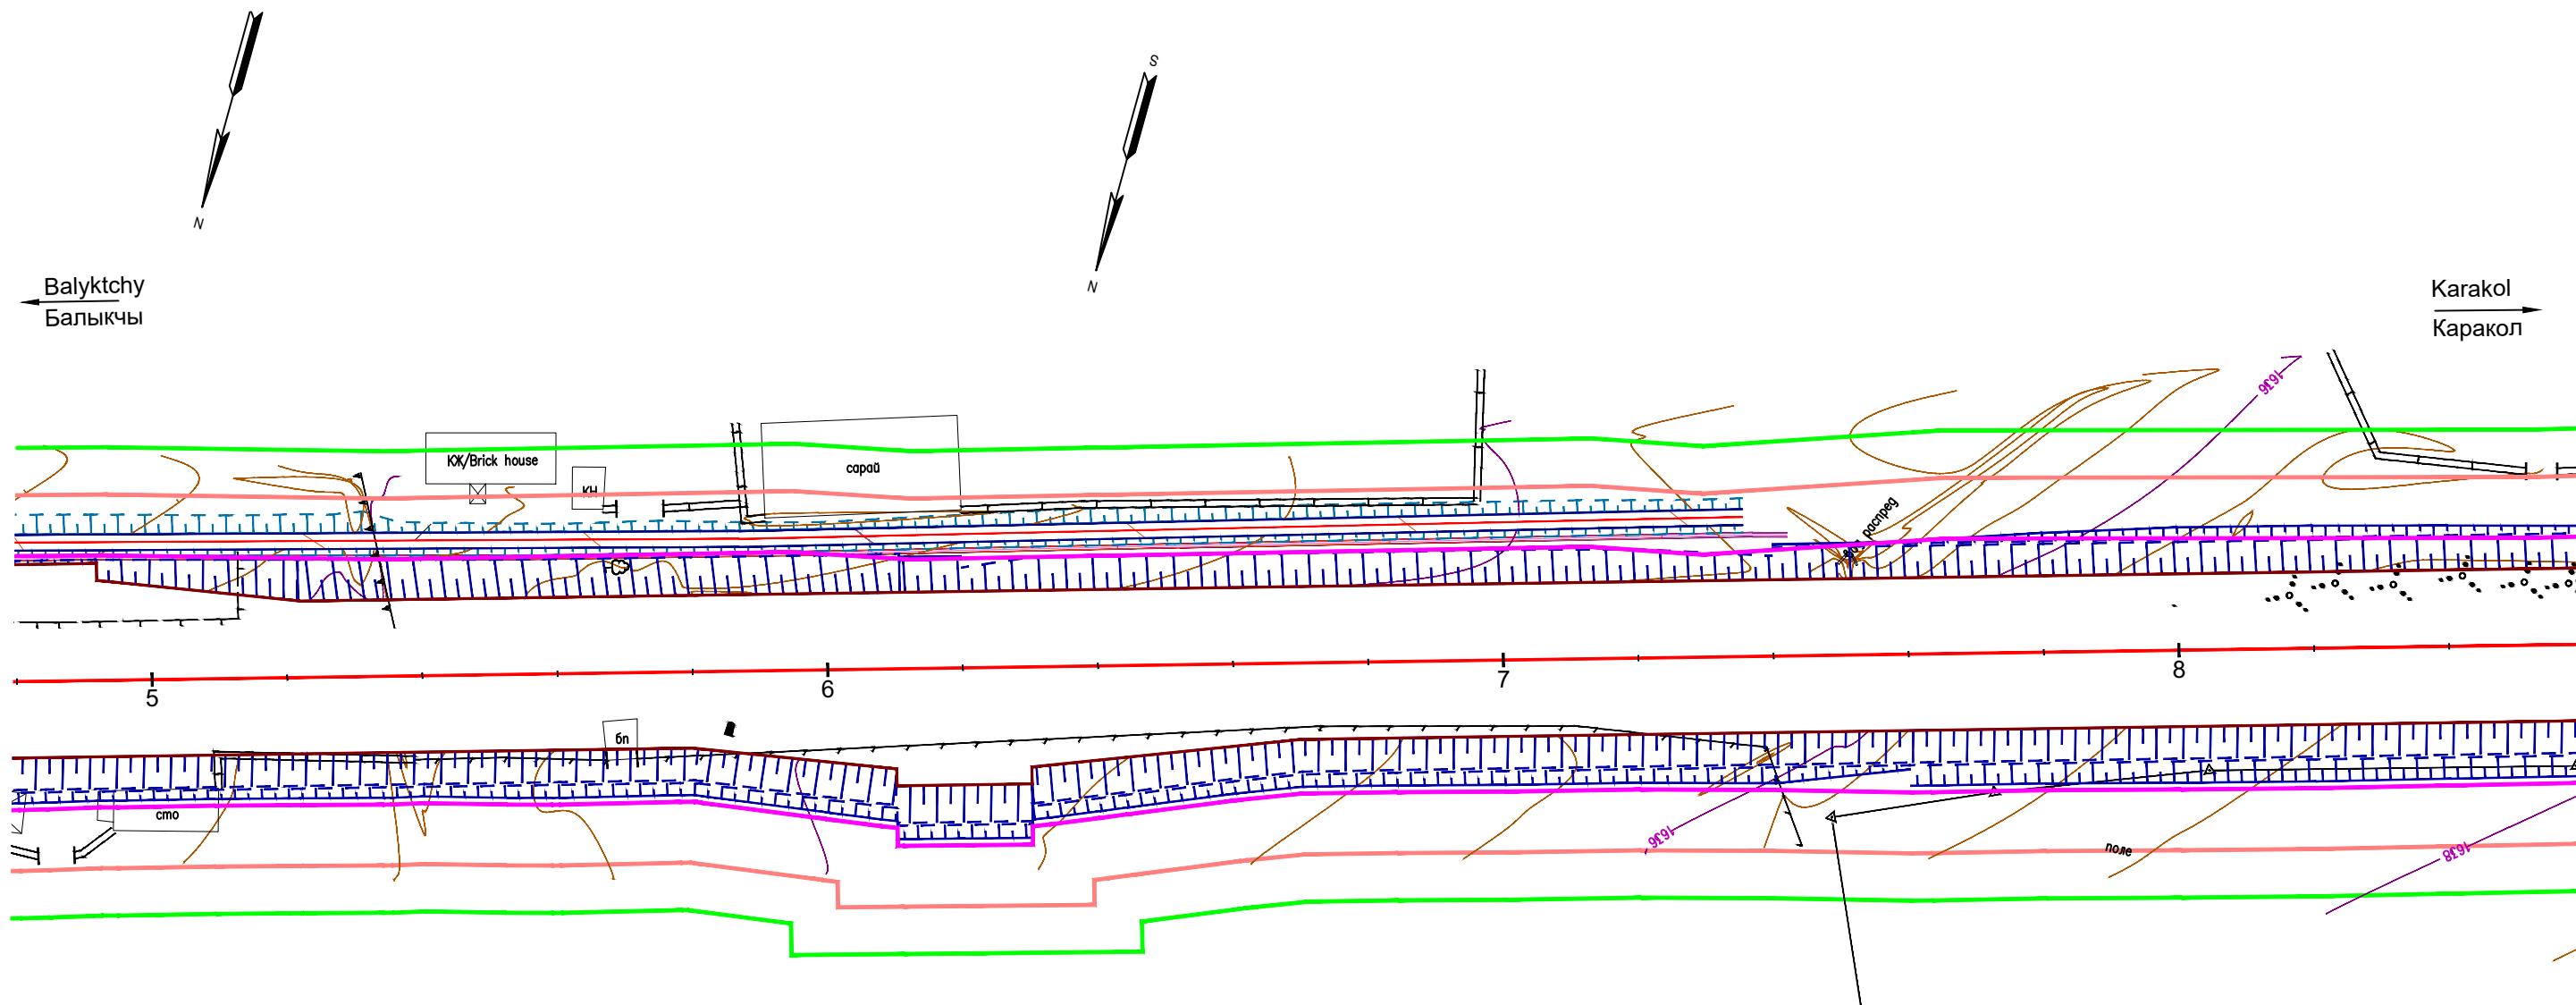 S
N
N
Balyktchy
Балыкчы
Karakol
Каракол
1636
КЖ/Brick house
КН
сарай
распред
5
6
7
8
бп
сто
1636
поле
1638